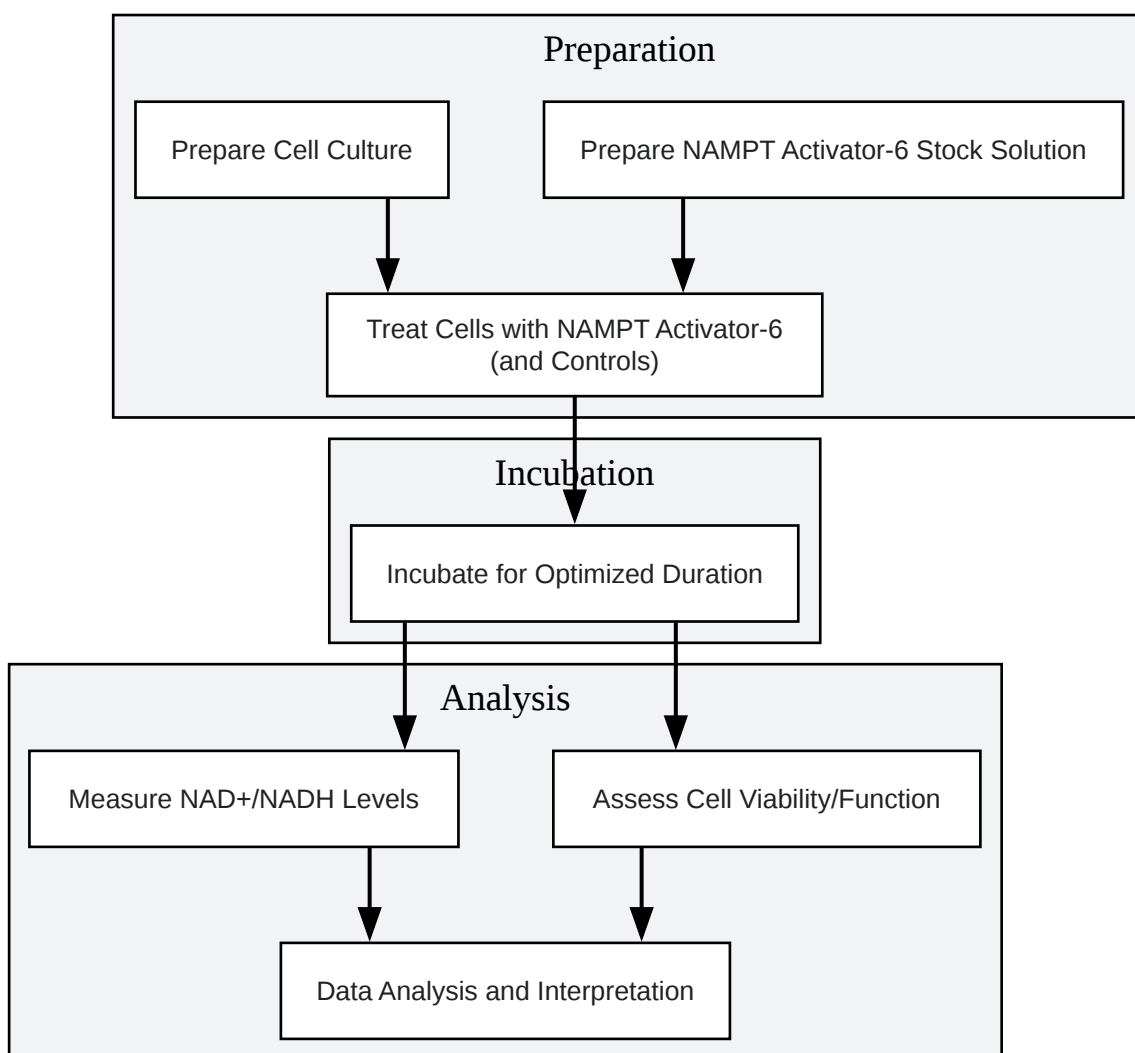 Preparation
Prepare Cell Culture
Prepare NAMPT Activator-6 Stock Solution
Treat Cells with NAMPT Activator-6
(and Controls)
Incubation
Incubate for Optimized Duration
Analysis
Measure NAD+/NADH Levels
Assess Cell Viability/Function
Data Analysis and Interpretation